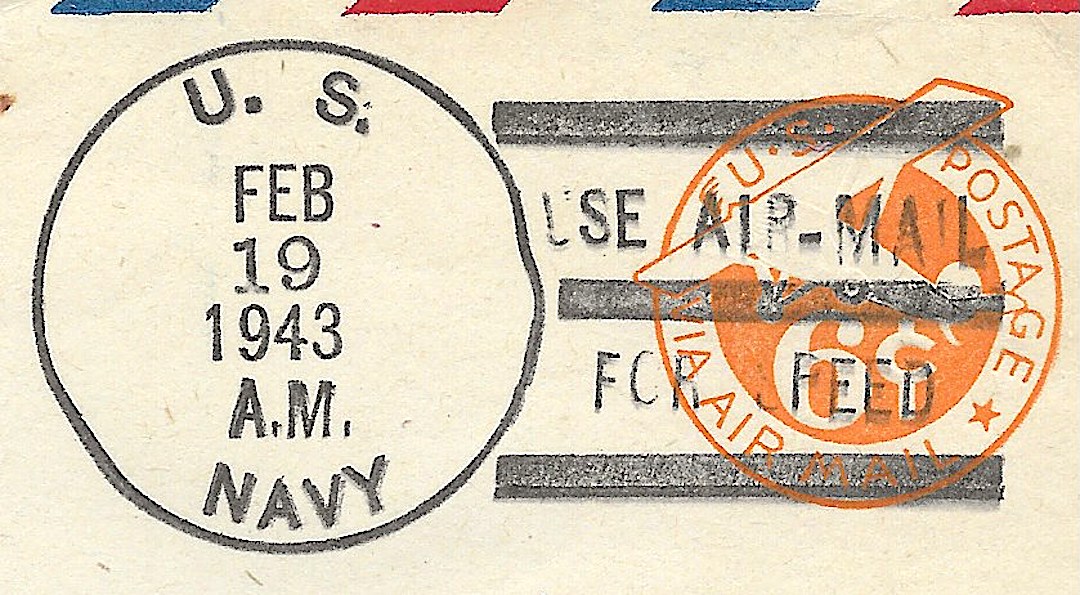 U. S.
FEB
19
1943
A.M.
NAVY
USE AIR-MAIL
FOR SPEED
U.S. POSTAGE
6¢
VIA AIR MAIL